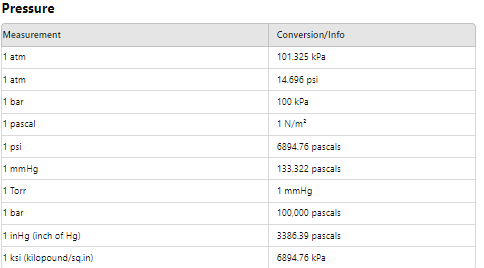 Pressure
Measurement Conversion/Info
1 atm 101.325 kPa
1 atm 14.696 psi
1 bar 100 kPa
1 pascal 1 N/m²
1 psi 6894.76 pascals
1 mmHg 133.322 pascals
1 Torr 1 mmHg
1 bar 100,000 pascals
1 inHg (inch of Hg) 3386.39 pascals
1 ksi (kilopound/sq.in) 6894.76 kPa